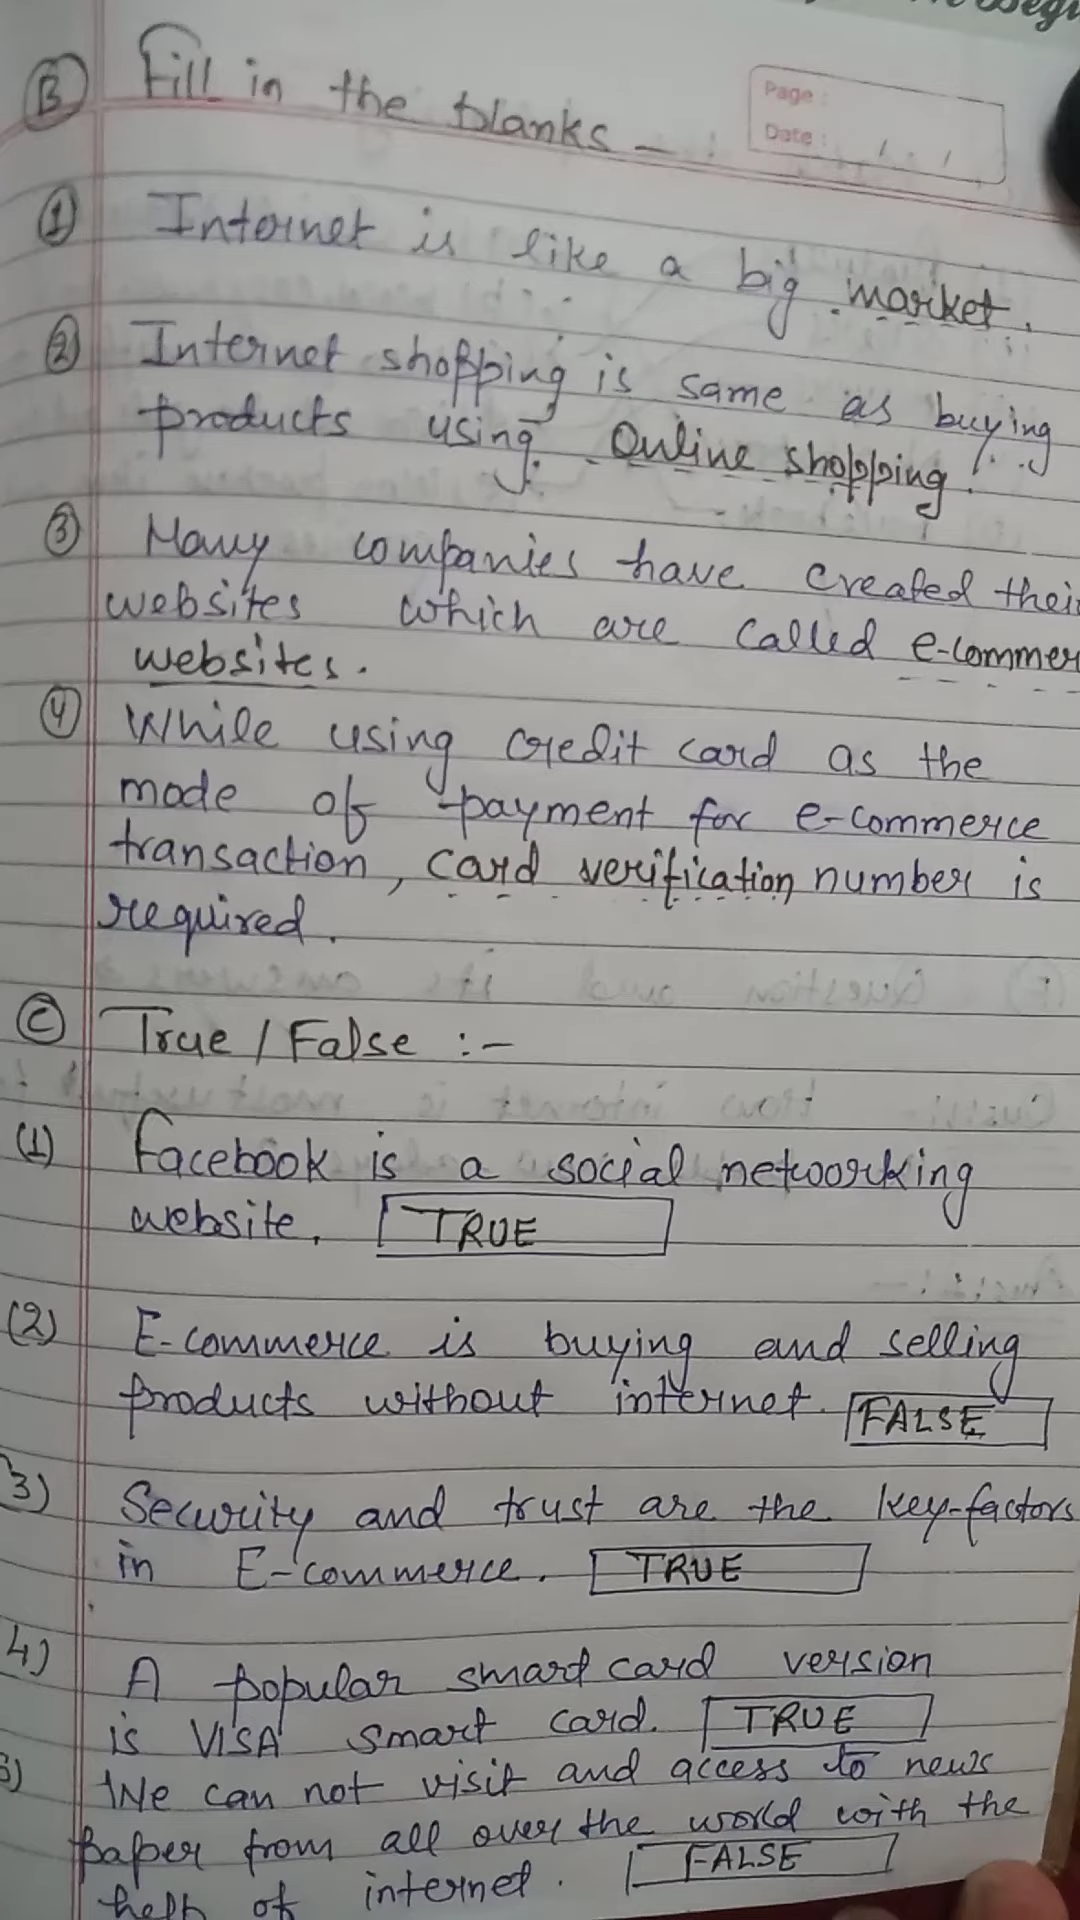 B Fill in the blanks -
Page :
Date : / /
① Internet is like a big market.
② Internet shopping is same as buying
products using Online shopping.
③ Many companies have created their
websites which are called e-commer
websites.
④ While using credit card as the
mode of payment for e-commerce
transaction, card verification number is
required.
C True / False :-
(1) Facebook is a social networking
website. TRUE
(2) E-commerce is buying and selling
products without internet. FALSE
3) Security and trust are the key-factors
in E-commerce. TRUE
4) A popular smart card version
is VISA smart card. TRUE
5) We can not visit and access to news
paper from all over the world with the
help of internet. FALSE